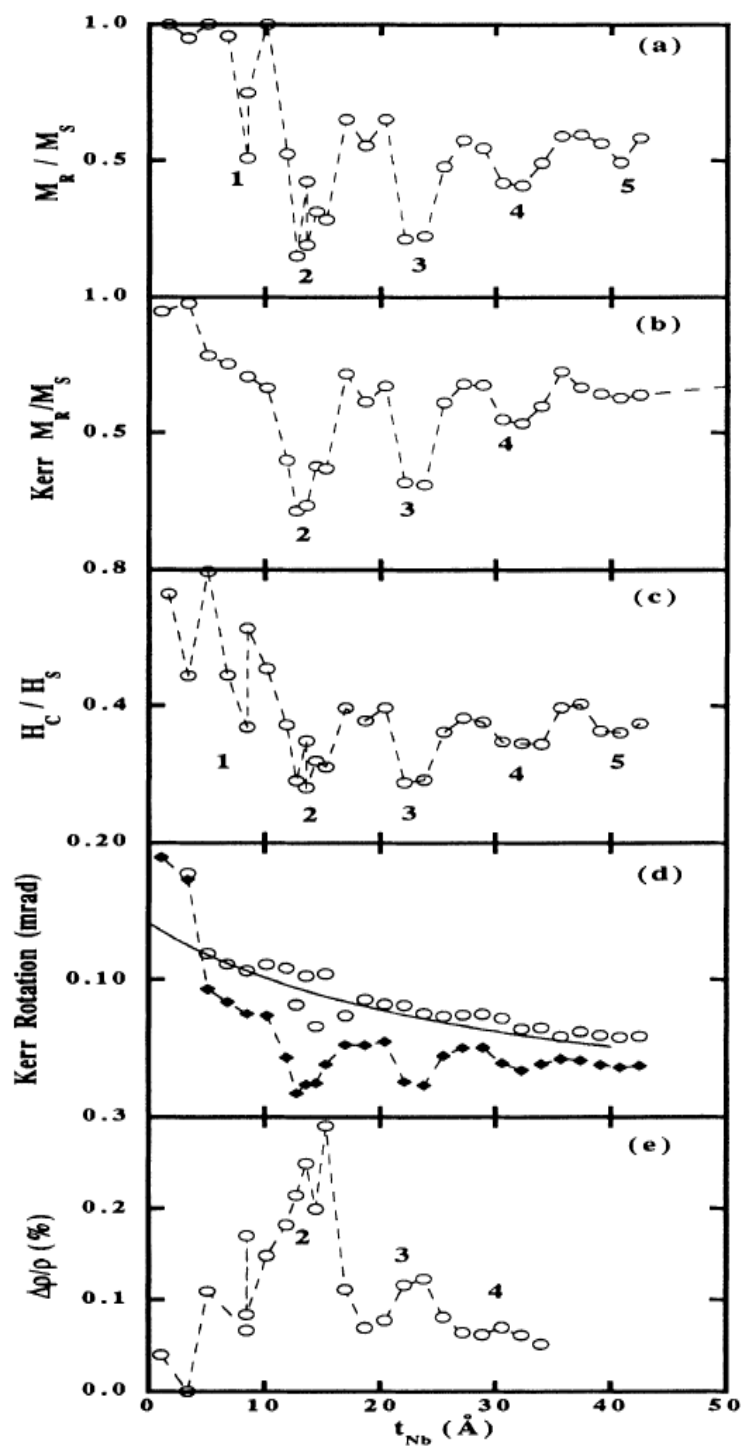 1.0
(a)
M_R / M_S
0.5
1
2
3
4
5
1.0
(b)
Kerr M_R/M_S
0.5
2
3
4
0.8
(c)
H_C / H_S
0.4
1
2
3
4
5
0.20
(d)
Kerr Rotation (mrad)
0.10
0.3
(e)
Δρ/ρ (%)
0.2
2
3
0.1
4
0.0
0 10 20 30 40 50
t_Nb (Å)